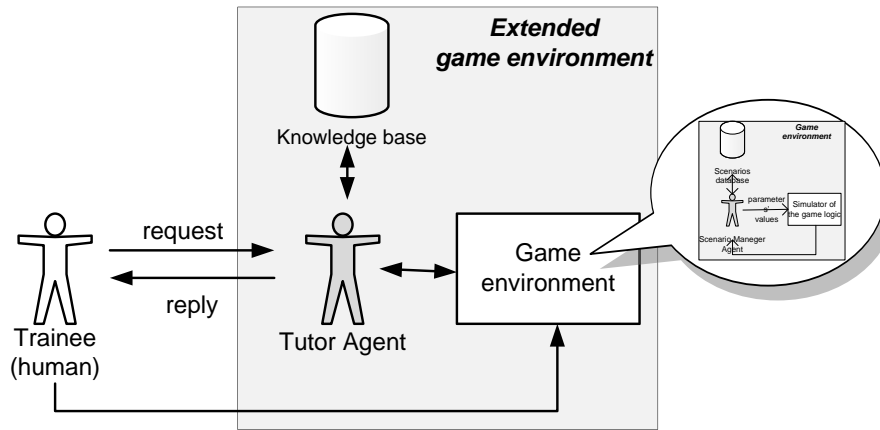 Extended
game environment
Knowledge base
request
reply
Trainee
(human)
Tutor Agent
Game
environment
Game
environment
Scenarios
database
parameter
s'
values
Simulator of
the game logic
Scenario Maneger
Agent